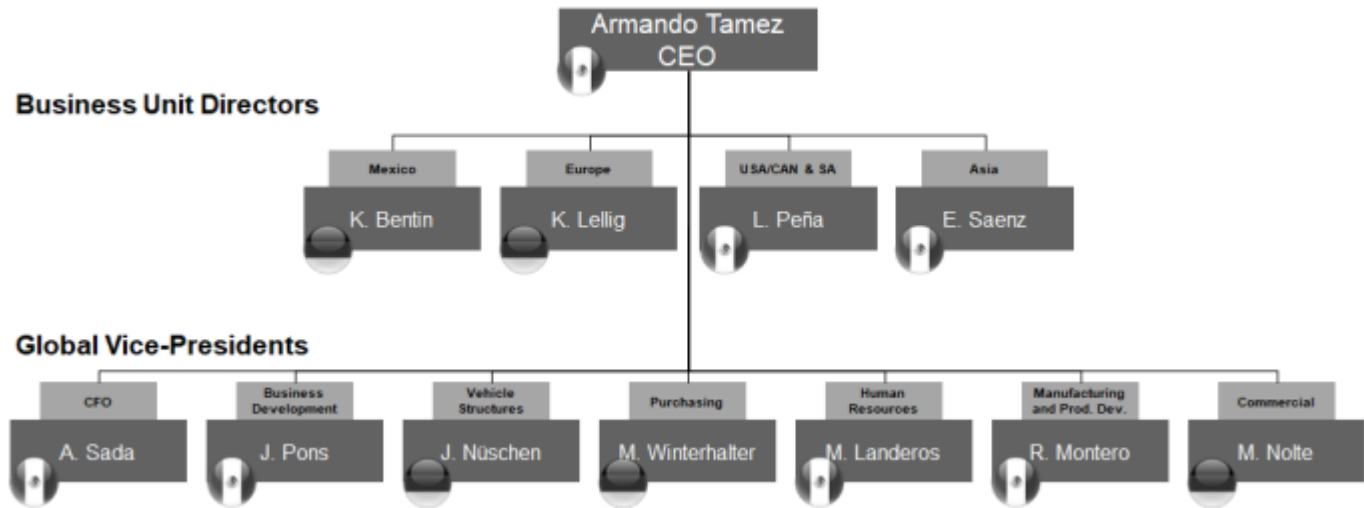 Armando Tamez
CEO
Business Unit Directors
Mexico
Europe
USA/CAN & SA
Asia
K. Bentin
K. Lellig
L. Peña
E. Saenz
Global Vice-Presidents
CFO
Business
Development
Vehicle
Structures
Purchasing
Human
Resources
Manufacturing
and Prod. Dev.
Commercial
A. Sada
J. Pons
J. Nüschen
M. Winterhalter
M. Landeros
R. Montero
M. Nolte